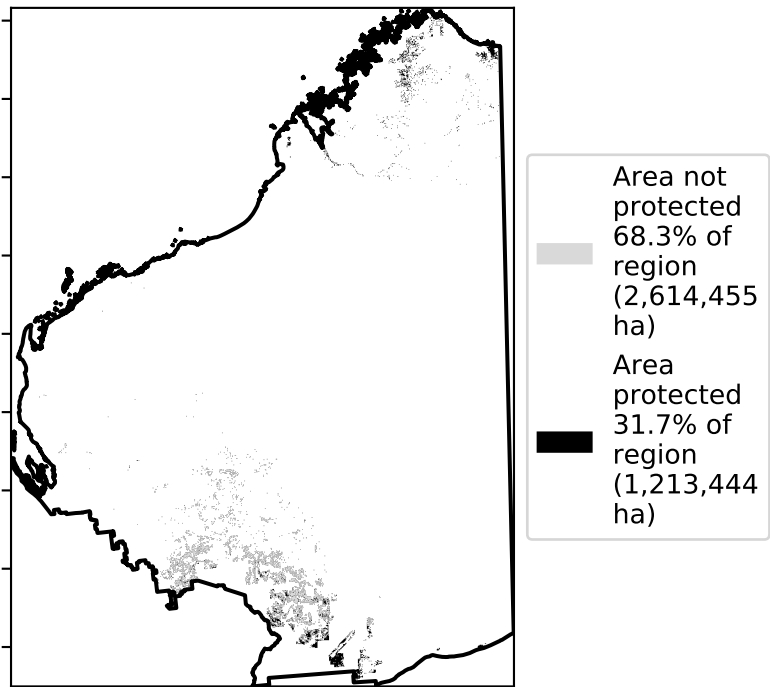 Area not
protected
68.3% of
region
(2,614,455
ha)
Area
protected
31.7% of
region
(1,213,444
ha)